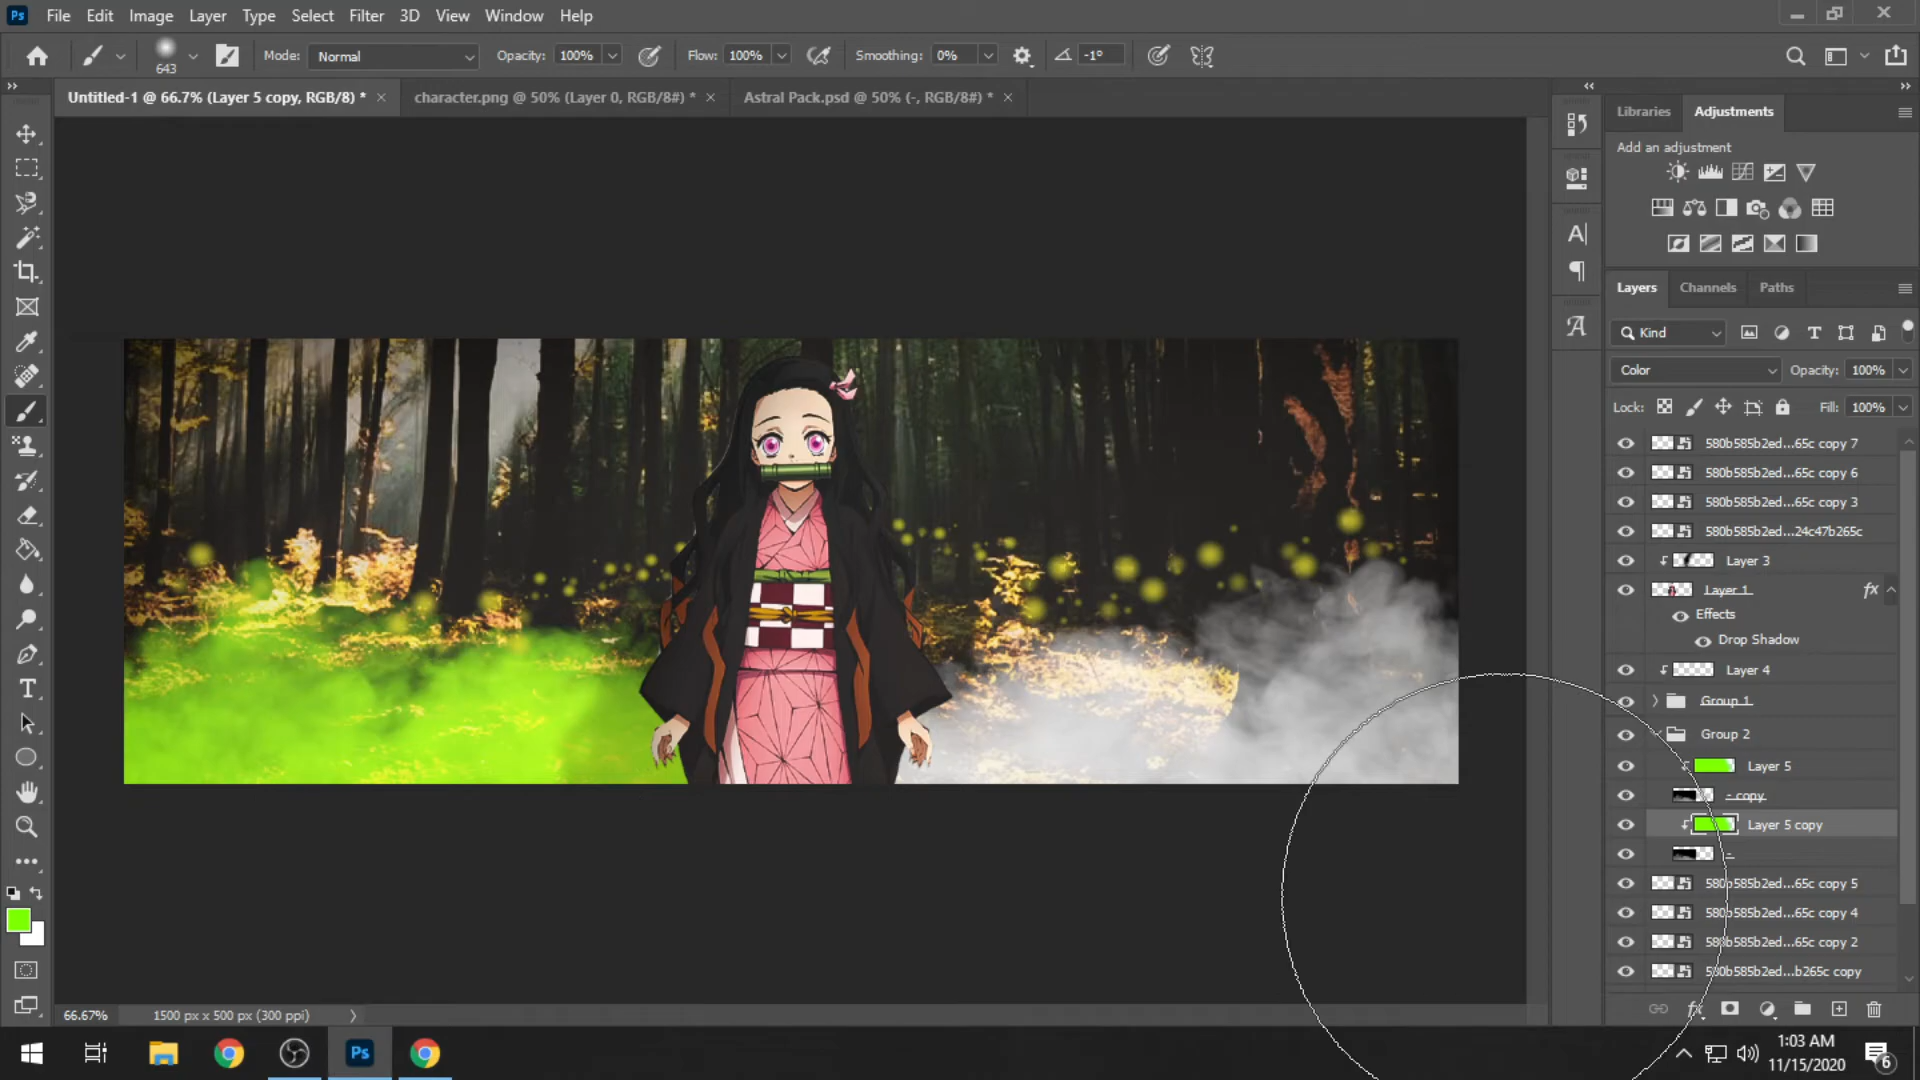 Ps File Edit Image Layer Type Select Filter 3D View Window Help
643 Mode: Normal Opacity: 100% Flow: 100% Smoothing: 0% -1°
Untitled-1 @ 66.7% (Layer 5 copy, RGB/8) * × character.png @ 50% (Layer 0, RGB/8#) * × Astral Pack.psd @ 50% (-, RGB/8#) * ×
Libraries Adjustments
Add an adjustment
Layers Channels Paths
Kind
Color Opacity: 100%
Lock: Fill: 100%
580b585b2ed...65c copy 7
580b585b2ed...65c copy 6
580b585b2ed...65c copy 3
580b585b2ed...24c47b265c
Layer 3
Layer 1 fx
Effects
Drop Shadow
Layer 4
Group 1
Group 2
Layer 5
- copy
Layer 5 copy
-
580b585b2ed...65c copy 5
580b585b2ed...65c copy 4
580b585b2ed...65c copy 2
580b585b2ed...b265c copy
66.67% 1500 px x 500 px (300 ppi)
Ps
1:03 AM
11/15/2020
6